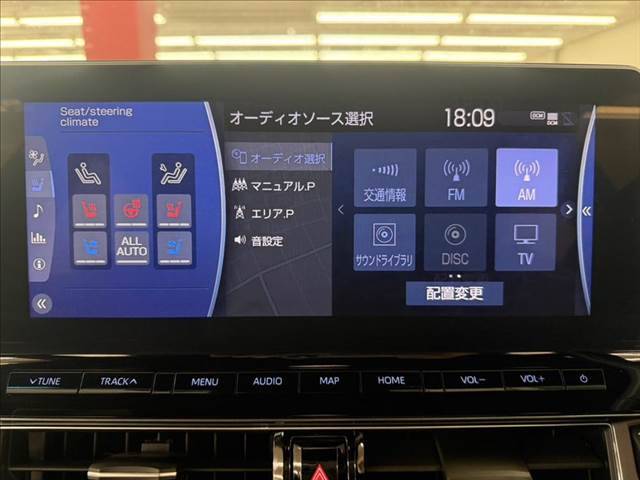 Seat/steering
climate
オーディオソース選択
18:09
DCM
DCM
オーディオ選択
マニュアル.P
エリア.P
音設定
交通情報
FM
AM
サウンドライブラリ
DISC
TV
ALL
AUTO
配置変更
TUNE
TRACK
MENU
AUDIO
MAP
HOME
VOL−
VOL+